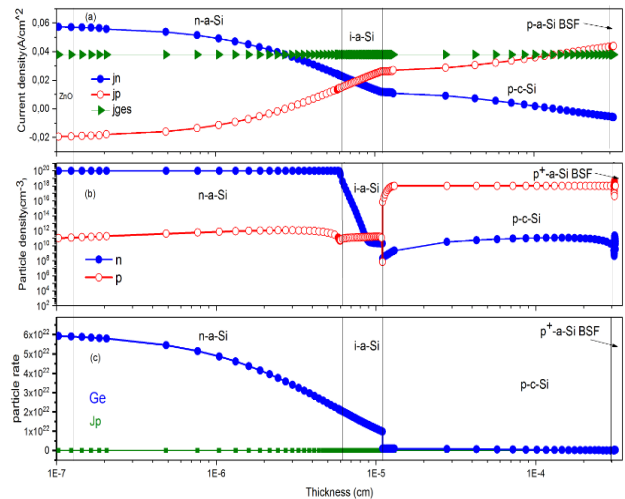 0,06
0,04
0,02
0,00
-0,02
Current density:A/cm^2
(a)
n-a-Si
i-a-Si
p-a-Si BSF
ZnO
jn
jp
jges
p-c-Si
10^20
10^18
10^16
10^14
10^12
10^10
10^8
10^6
10^4
10^2
Particle density(cm^-3)
(b)
n-a-Si
i-a-Si
p^+-a-Si BSF
p-c-Si
n
p
6x10^22
5x10^22
4x10^22
3x10^22
2x10^22
1x10^22
0
particle rate
(c)
n-a-Si
i-a-Si
p^+-a-Si BSF
p-c-Si
Ge
Jp
1E-7
1E-6
1E-5
1E-4
Thickness (cm)